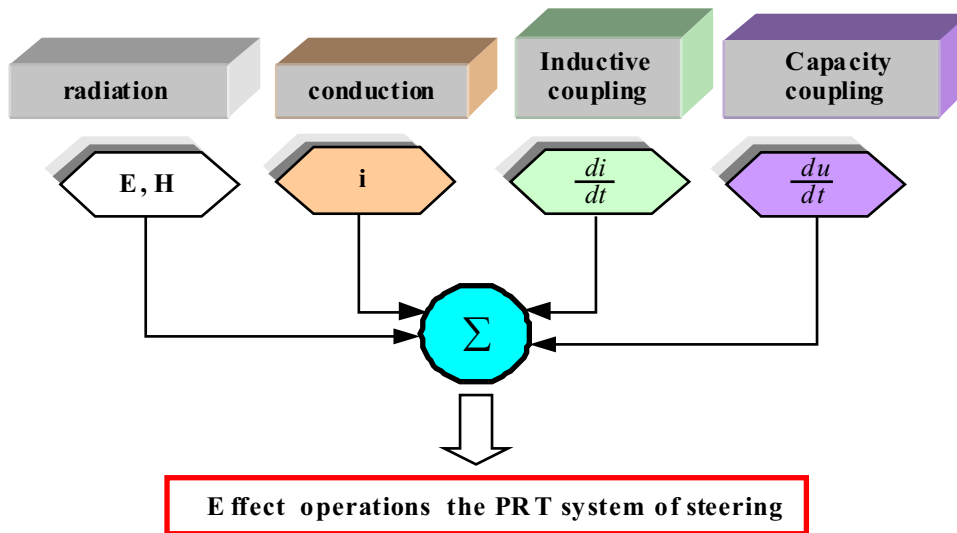 radiation
conduction
Inductive
coupling
Capacity
coupling
E, H
i
di
dt
du
dt
Σ
Effect operations the PRT system of steering